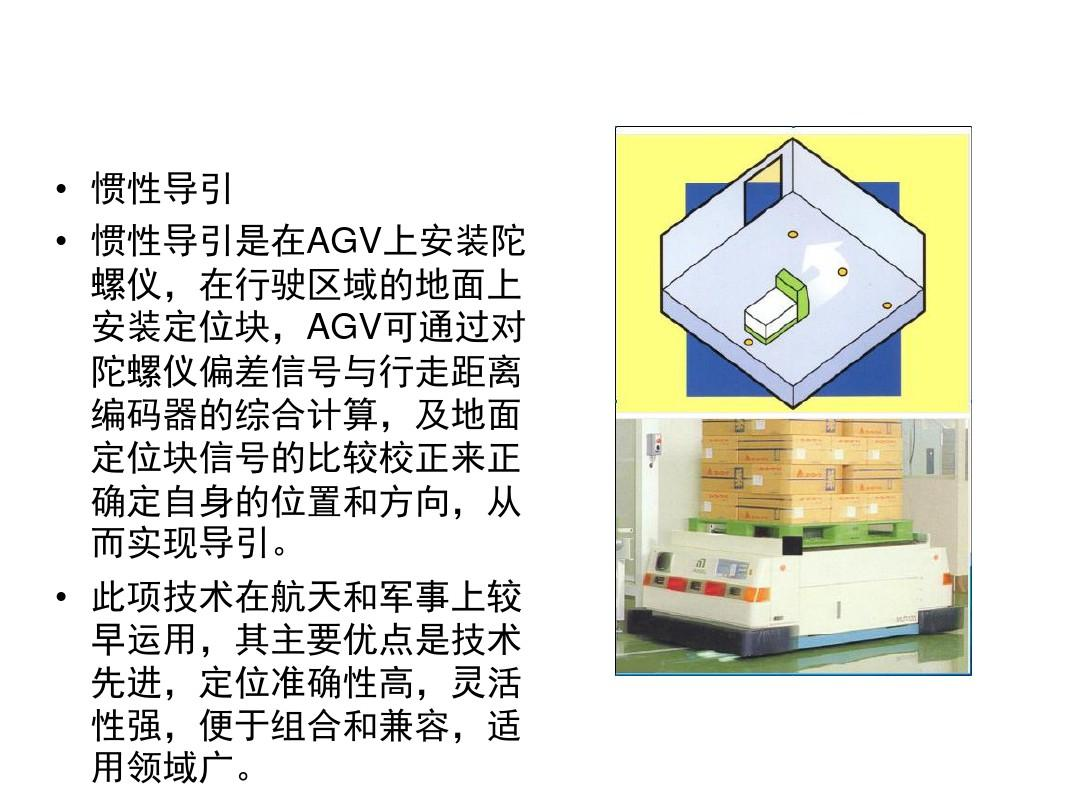 • 惯性导引
• 惯性导引是在AGV上安装陀
螺仪，在行驶区域的地面上
安装定位块，AGV可通过对
陀螺仪偏差信号与行走距离
编码器的综合计算，及地面
定位块信号的比较校正来正
确定自身的位置和方向，从
而实现导引。
• 此项技术在航天和军事上较
早运用，其主要优点是技术
先进，定位准确性高，灵活
性强，便于组合和兼容，适
用领域广。